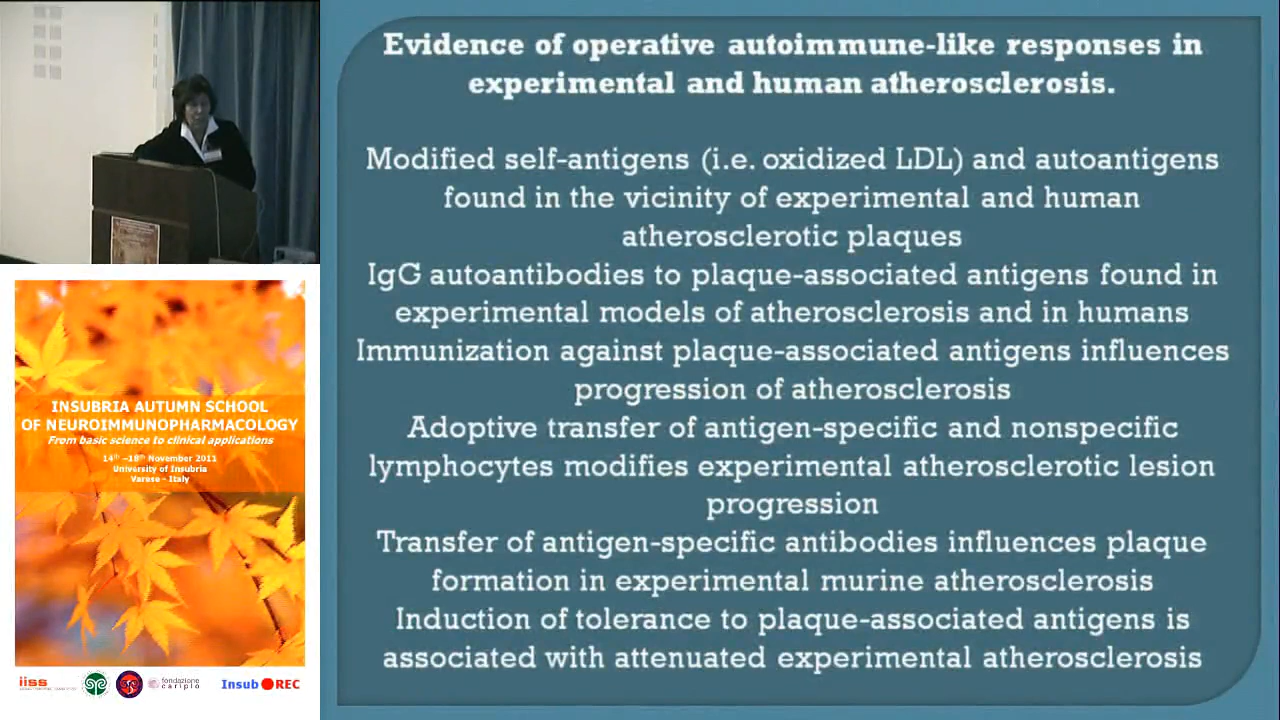 Evidence of operative autoimmune-like responses in
experimental and human atherosclerosis.
Modified self-antigens (i.e. oxidized LDL) and autoantigens
found in the vicinity of experimental and human
atherosclerotic plaques
IgG autoantibodies to plaque-associated antigens found in
experimental models of atherosclerosis and in humans
Immunization against plaque-associated antigens influences
progression of atherosclerosis
Adoptive transfer of antigen-specific and nonspecific
lymphocytes modifies experimental atherosclerotic lesion
progression
Transfer of antigen-specific antibodies influences plaque
formation in experimental murine atherosclerosis
Induction of tolerance to plaque-associated antigens is
associated with attenuated experimental atherosclerosis
INSUBRIA AUTUMN SCHOOL
OF NEUROIMMUNOPHARMACOLOGY
From basic science to clinical applications
14th -18th November 2011
University of Insubria
Varese - Italy
iiss
fondazione
cariplo
Insub REC